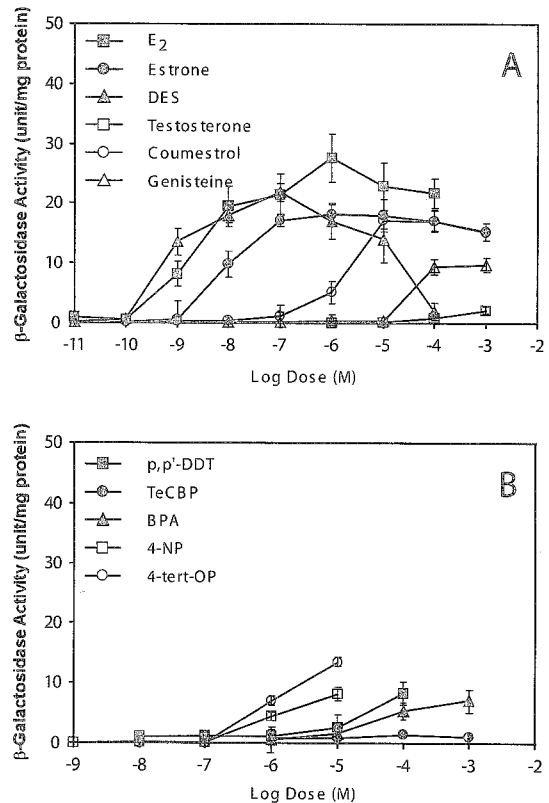 50
40
30
20
10
0
β-Galactosidase Activity (unit/mg protein)
E2
Estrone
DES
Testosterone
Coumestrol
Genisteine
A
-11 -10 -9 -8 -7 -6 -5 -4 -3 -2
Log Dose (M)
50
40
30
20
10
0
β-Galactosidase Activity (unit/mg protein)
p,p'-DDT
TeCBP
BPA
4-NP
4-tert-OP
B
-9 -8 -7 -6 -5 -4 -3 -2
Log Dose (M)